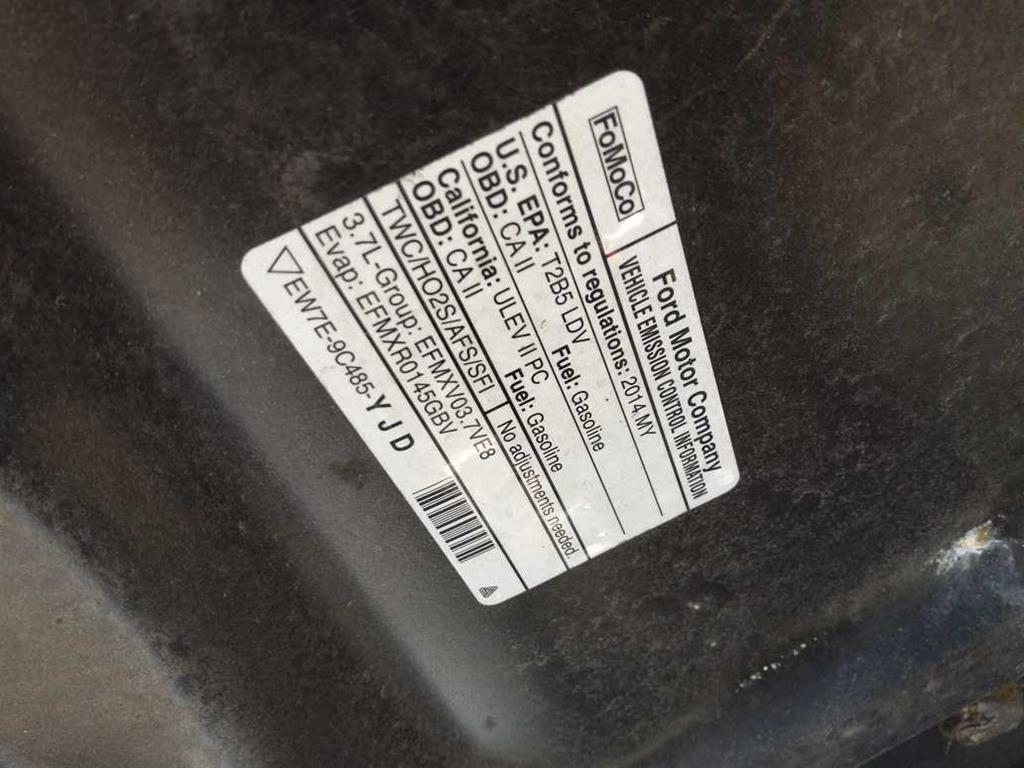 FoMoCo
Ford Motor Company
VEHICLE EMISSION CONTROL INFORMATION
Conforms to regulations: 2014 MY
U.S. EPA: T2B5 LDV Fuel: Gasoline
OBD: CA II
California: ULEV II PC Fuel: Gasoline
OBD: CA II
TWC/HO2S/AFS/SFI No adjustments needed.
3.7L-Group: EFMXV03.7VE8
Evap: EFMXR0145GBV
EW7E-9C485-YJD